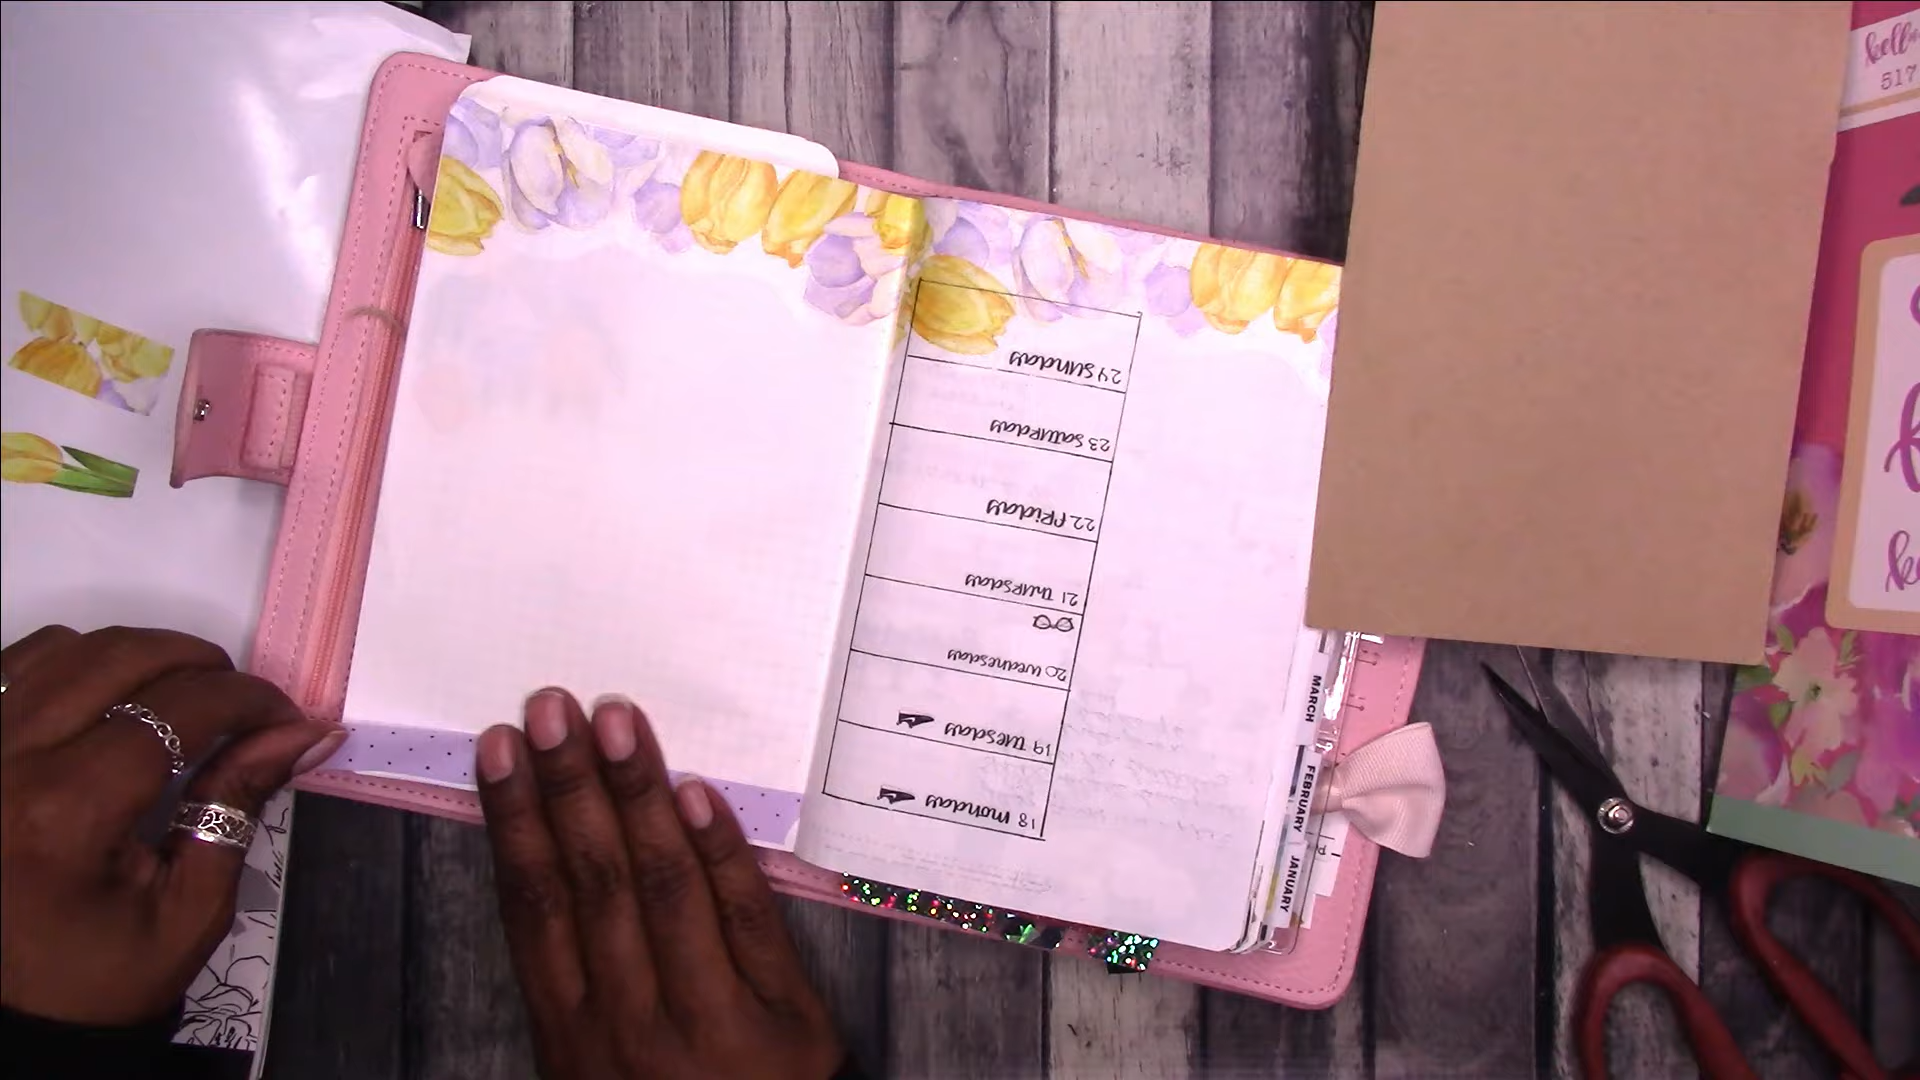 18 monday
19 Tuesday
20 wednesday
21 Thursday
22 Friday
23 saturday
24 sunday
MARCH
FEBRUARY
JANUARY
517